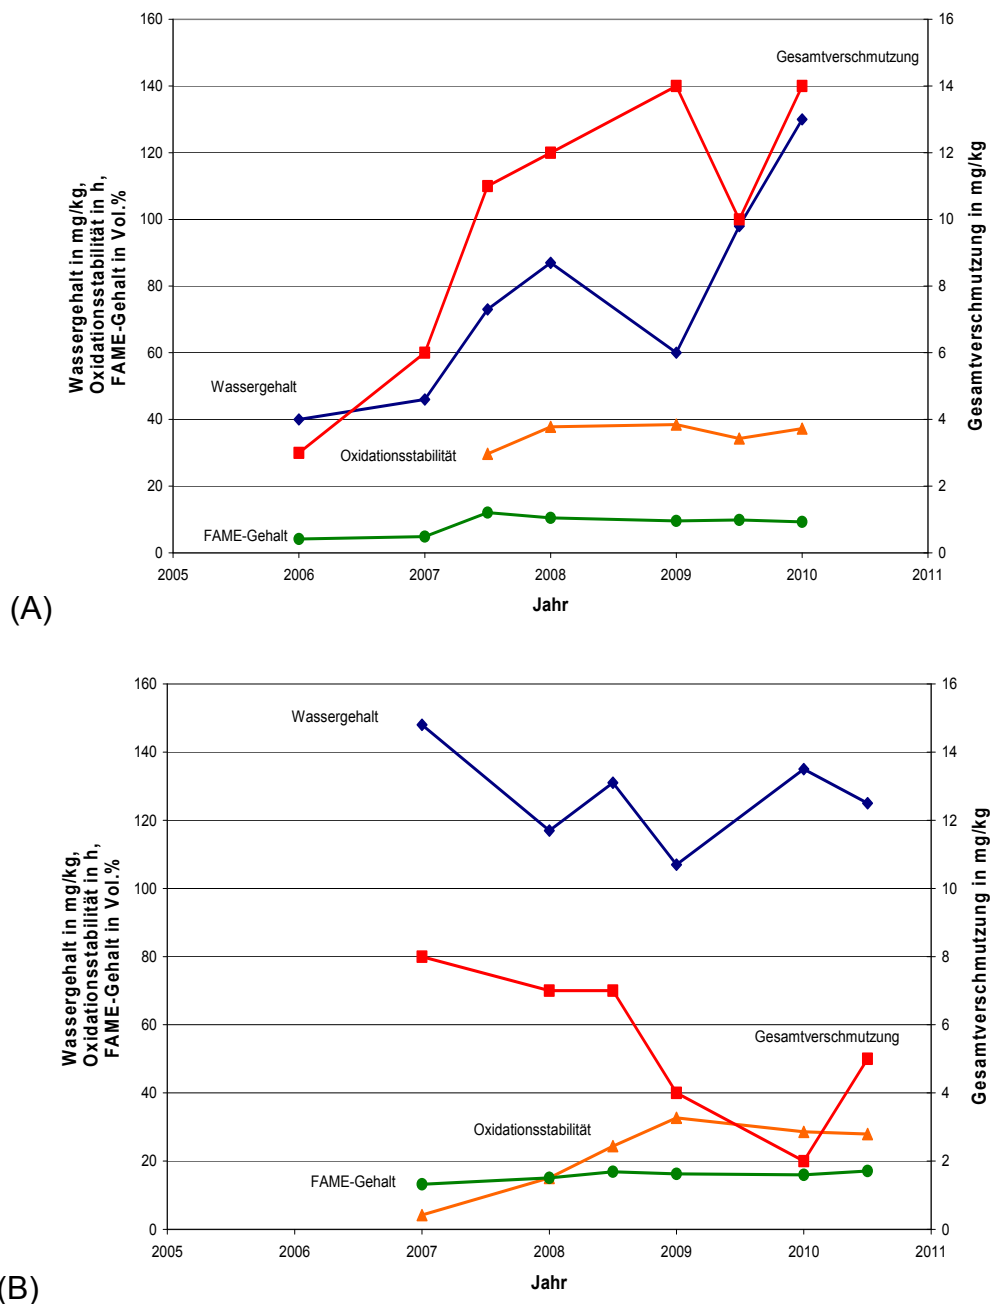 160
140
120
100
80
60
40
20
0
16
14
12
10
8
6
4
2
0
Gesamtverschmutzung
Wassergehalt
Oxidationsstabilität
FAME-Gehalt
Wassergehalt in mg/kg,
Oxidationsstabilität in h,
FAME-Gehalt in Vol.%
Gesamtverschmutzung in mg/kg
2005 2006 2007 2008 2009 2010 2011
Jahr
(A)
160
140
120
100
80
60
40
20
0
16
14
12
10
8
6
4
2
0
Wassergehalt
Gesamtverschmutzung
Oxidationsstabilität
FAME-Gehalt
Wassergehalt in mg/kg,
Oxidationsstabilität in h,
FAME-Gehalt in Vol.%
Gesamtverschmutzung in mg/kg
2005 2006 2007 2008 2009 2010 2011
Jahr
(B)